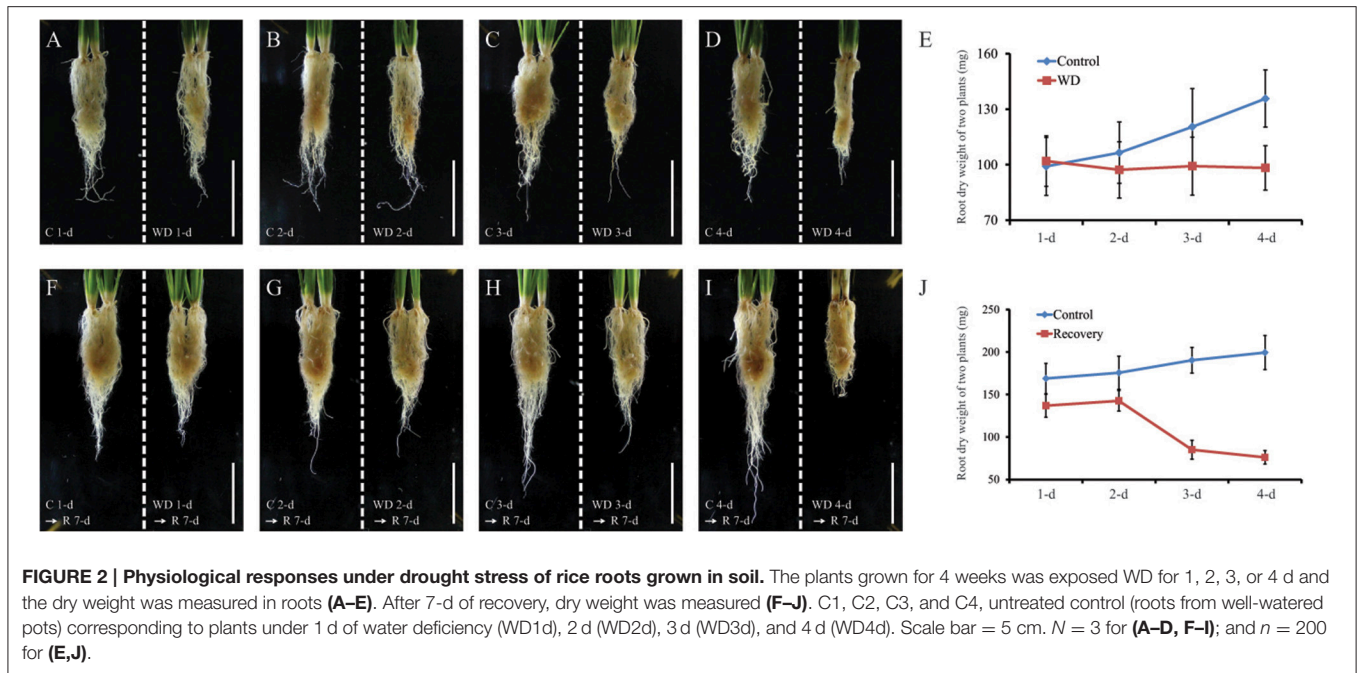 A
C 1-d
WD 1-d
B
C 2-d
WD 2-d
C
C 3-d
WD 3-d
D
C 4-d
WD 4-d
E
Root dry weight of two plants (mg)
160
130
100
70
Control
WD
1-d
2-d
3-d
4-d
F
C 1-d
→ R 7-d
WD 1-d
→ R 7-d
G
C 2-d
→ R 7-d
WD 2-d
→ R 7-d
H
C 3-d
→ R 7-d
WD 3-d
→ R 7-d
I
C 4-d
→ R 7-d
WD 4-d
→ R 7-d
J
Root dry weight of two plants (mg)
250
200
150
100
50
Control
Recovery
1-d
2-d
3-d
4-d
FIGURE 2 | Physiological responses under drought stress of rice roots grown in soil. The plants grown for 4 weeks was exposed WD for 1, 2, 3, or 4 d and
the dry weight was measured in roots (A–E). After 7-d of recovery, dry weight was measured (F–J). C1, C2, C3, and C4, untreated control (roots from well-watered
pots) corresponding to plants under 1 d of water deficiency (WD1d), 2 d (WD2d), 3 d (WD3d), and 4 d (WD4d). Scale bar = 5 cm. N = 3 for (A–D, F–I); and n = 200
for (E,J).